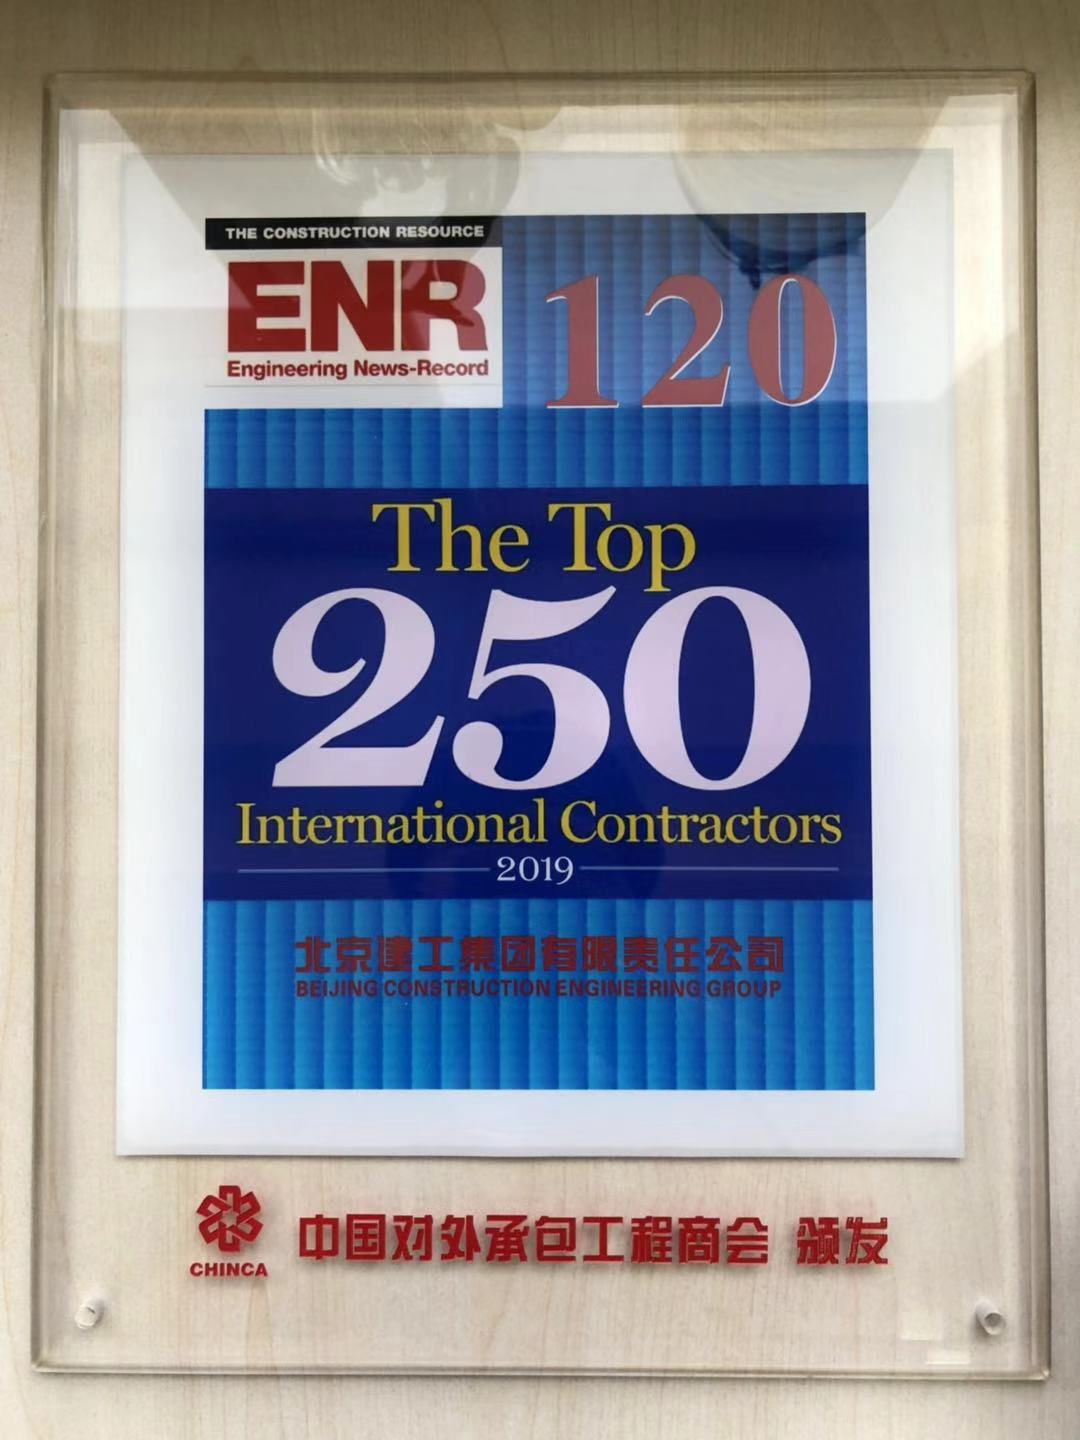 THE CONSTRUCTION RESOURCE
ENR
Engineering News-Record
120
The Top
250
International Contractors
2019
北京建工集团有限责任公司
BEIJING CONSTRUCTION ENGINEERING GROUP
CHINCA
中国对外承包工程商会 颁发